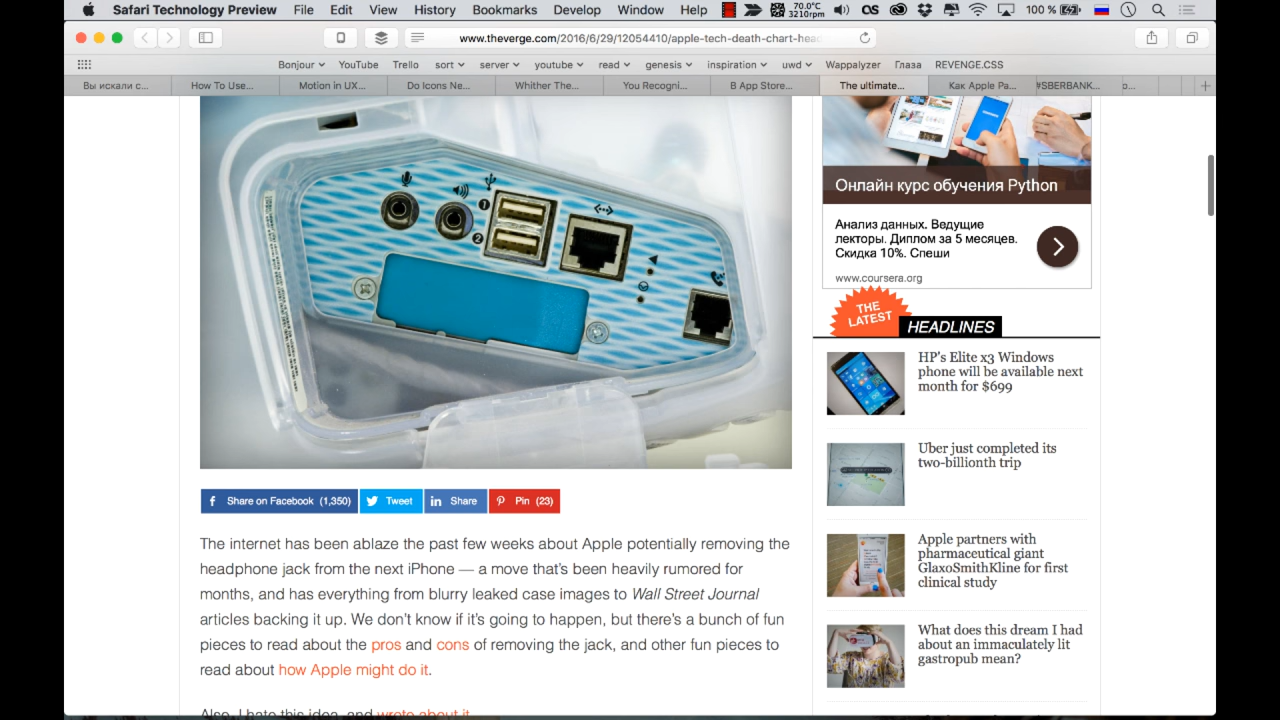 Safari Technology Preview File Edit View History Bookmarks Develop Window Help 70.0°C 3210rpm 100 %
www.theverge.com/2016/6/29/12054410/apple-tech-death-chart-head
Bonjour YouTube Trello sort server youtube read genesis inspiration uwd Wappalyzer Глаза REVENGE.CSS
Вы искали с... How To Use... Motion in UX... Do Icons Ne... Whither The... You Recogni... В App Store... The ultimate... Как Apple Pa... #SBERBANK...
1
2
Share on Facebook (1,350) Tweet Share Pin (23)
The internet has been ablaze the past few weeks about Apple potentially removing the
headphone jack from the next iPhone — a move that's been heavily rumored for
months, and has everything from blurry leaked case images to Wall Street Journal
articles backing it up. We don't know if it's going to happen, but there's a bunch of fun
pieces to read about the pros and cons of removing the jack, and other fun pieces to
read about how Apple might do it.
Also, I hate this idea, and wrote about it
Онлайн курс обучения Python
Анализ данных. Ведущие
лекторы. Диплом за 5 месяцев.
Скидка 10%. Спеши
www.coursera.org
THE
LATEST
HEADLINES
HP's Elite x3 Windows
phone will be available next
month for $699
Uber just completed its
two-billionth trip
Apple partners with
pharmaceutical giant
GlaxoSmithKline for first
clinical study
What does this dream I had
about an immaculately lit
gastropub mean?